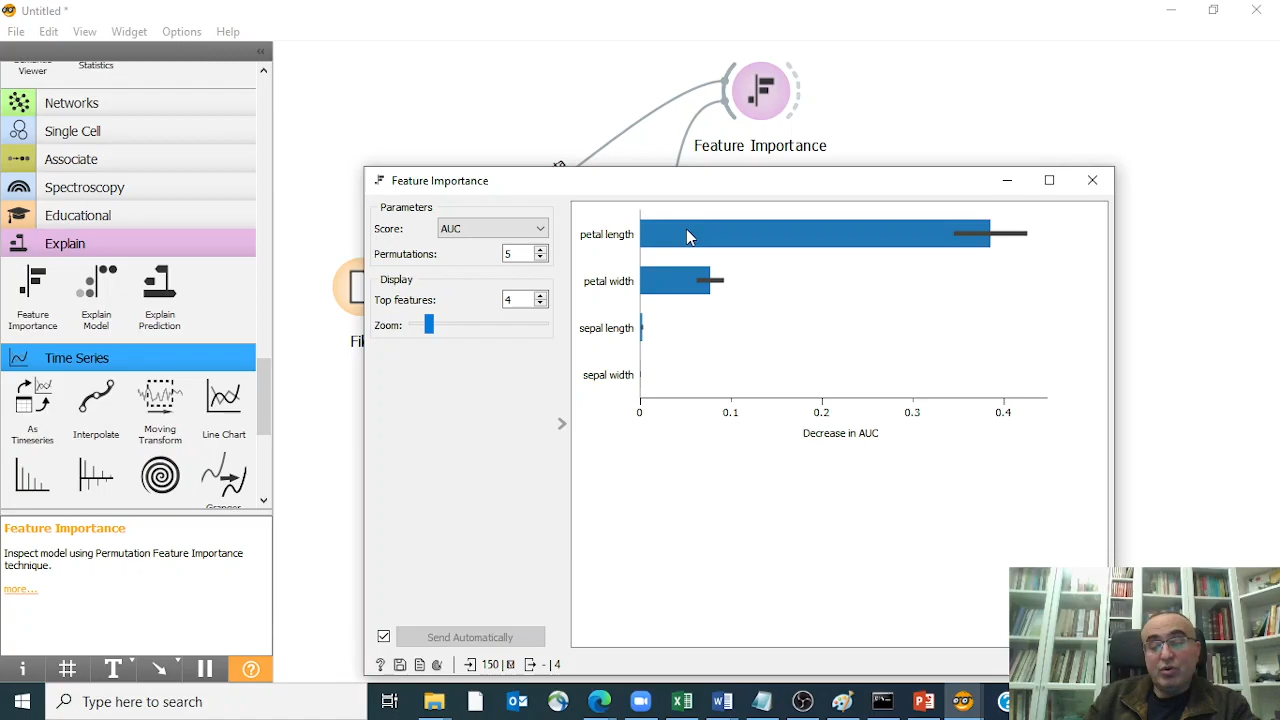 Untitled *
File Edit View Widget Options Help
Viewer Statistics
Networks
Single Cell
Associate
Spectroscopy
Educational
Explain
Feature Importance
Explain Model
Explain Prediction
Time Series
As Timeseries
Interpolate
Moving Transform
Line Chart
Feature Importance
Inspect model using Permutation Feature Importance
technique.
more...
Feature Importance
Feature Importance
Parameters
Score: AUC
Permutations: 5
Display
Top features: 4
Zoom:
Send Automatically
150 - | 4
petal length
petal width
sepal length
sepal width
0 0.1 0.2 0.3 0.4
Decrease in AUC
Type here to search